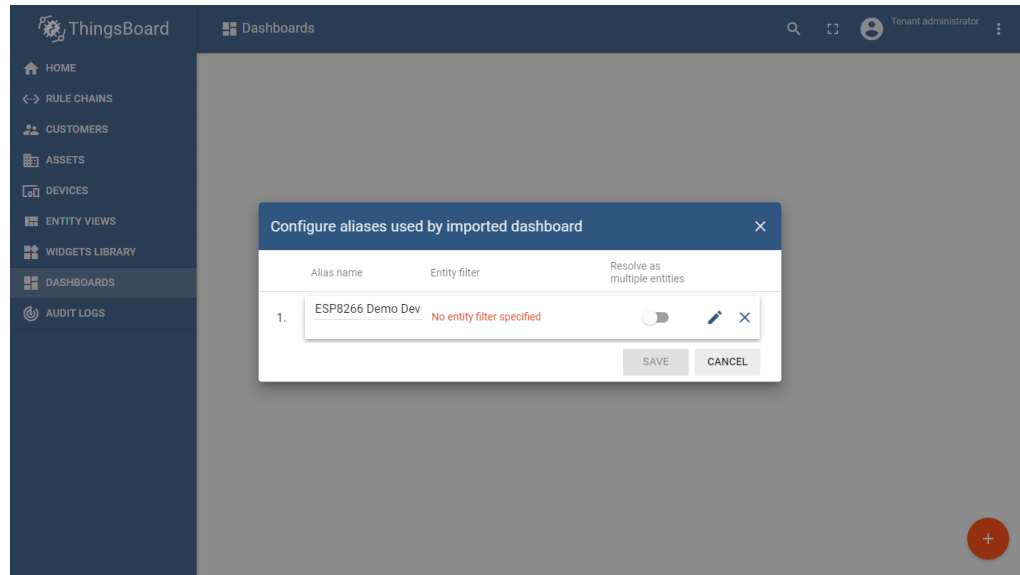 ThingsBoard
Dashboards
Tenant administrator
HOME
RULE CHAINS
CUSTOMERS
ASSETS
DEVICES
ENTITY VIEWS
WIDGETS LIBRARY
DASHBOARDS
AUDIT LOGS
Configure aliases used by imported dashboard
Alias name
Entity filter
Resolve as
multiple entities
1.
ESP8266 Demo Dev
No entity filter specified
SAVE
CANCEL